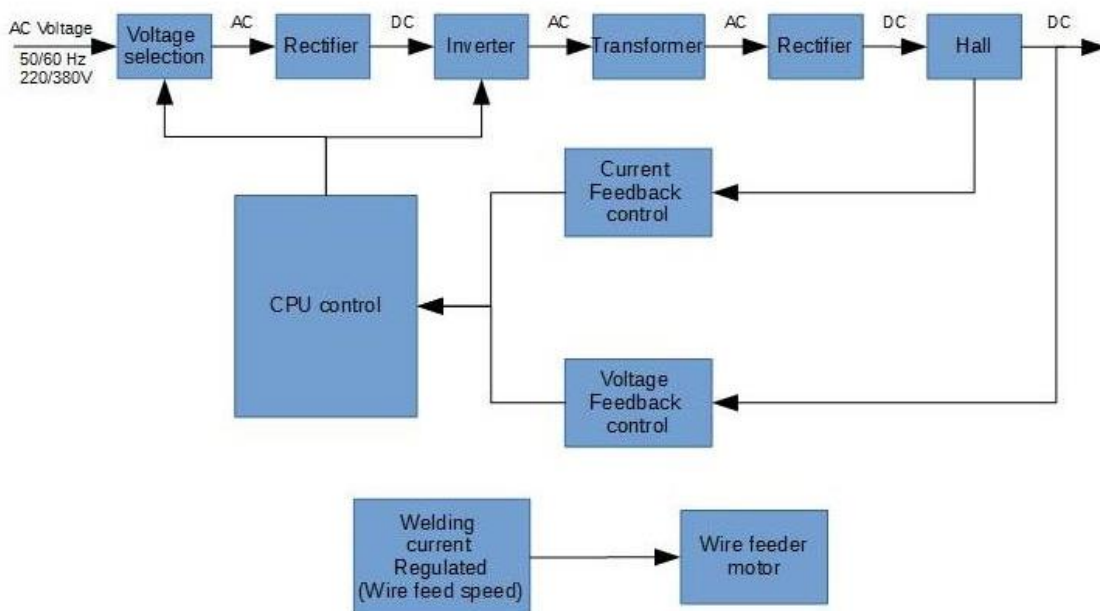 AC Voltage
50/60 Hz
220/380V
Voltage
selection
AC
Rectifier
DC
Inverter
AC
Transformer
AC
Rectifier
DC
Hall
DC
Current
Feedback
control
CPU control
Voltage
Feedback
control
Welding
current
Regulated
(Wire feed speed)
Wire feeder
motor